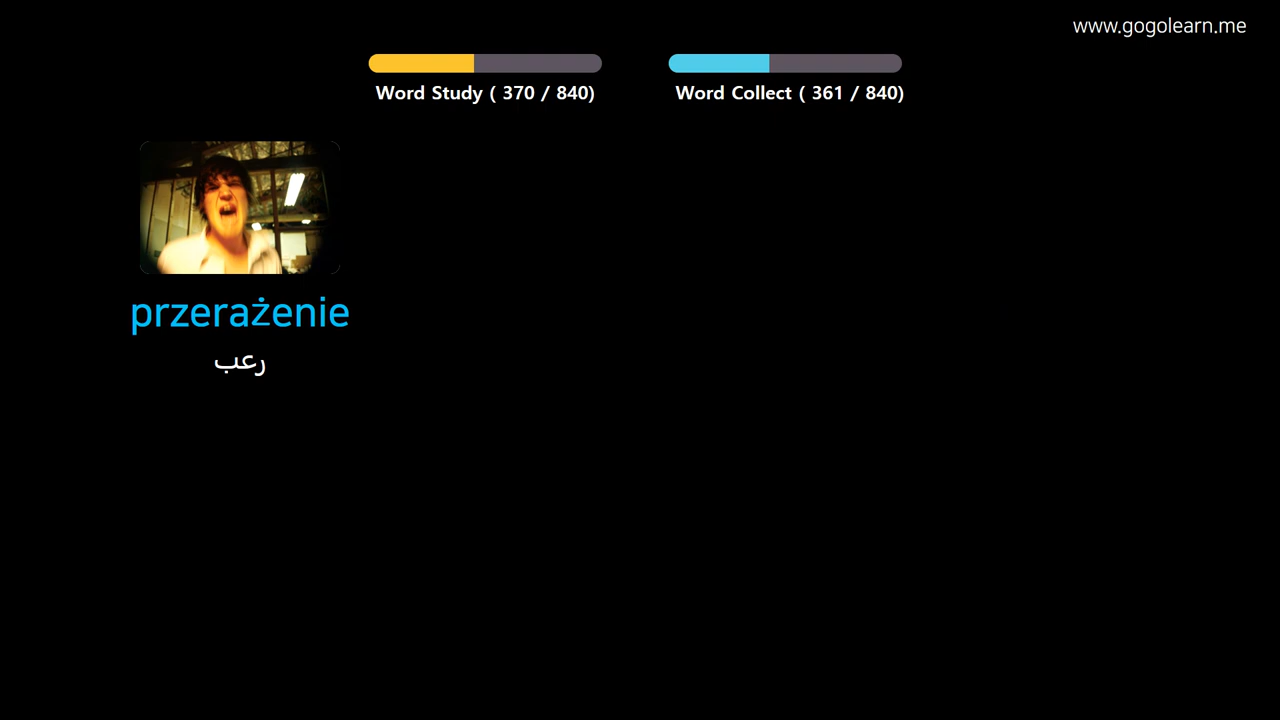 www.gogolearn.me
Word Study ( 370 / 840)
Word Collect ( 361 / 840)
przerażenie
رعب